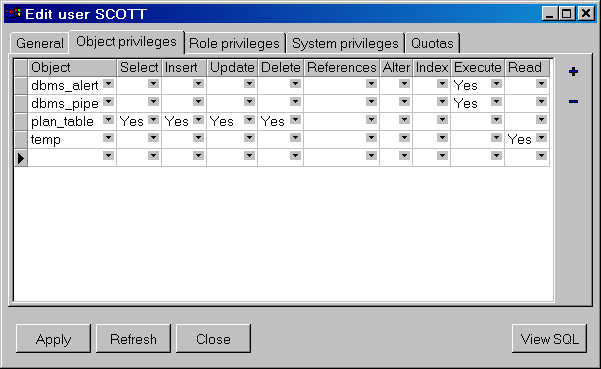 Edit user SCOTT
General Object privileges Role privileges System privileges Quotas
Object Select Insert Update Delete References Alter Index Execute Read
dbms_alert Yes
dbms_pipe Yes
plan_table Yes Yes Yes Yes
temp Yes
Apply Refresh Close View SQL